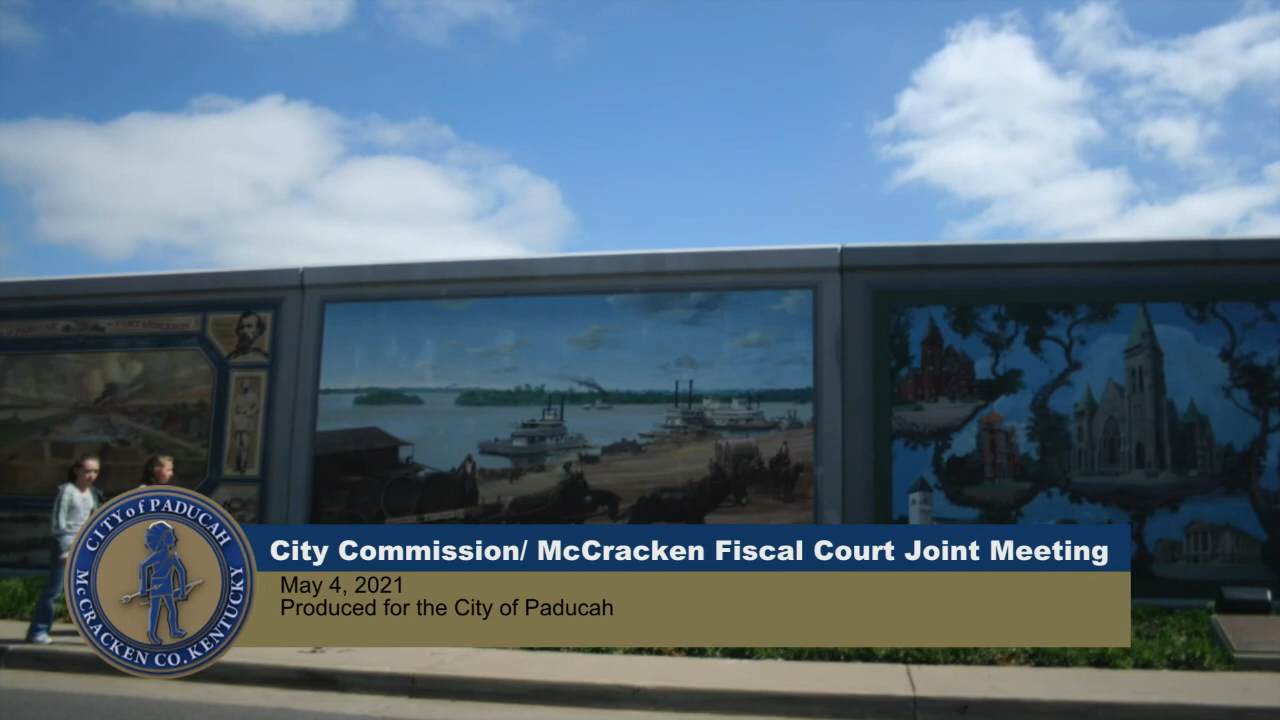 City Commission/ McCracken Fiscal Court Joint Meeting
May 4, 2021
Produced for the City of Paducah
CITY of PADUCAH
McCRACKEN CO. KENTUCKY